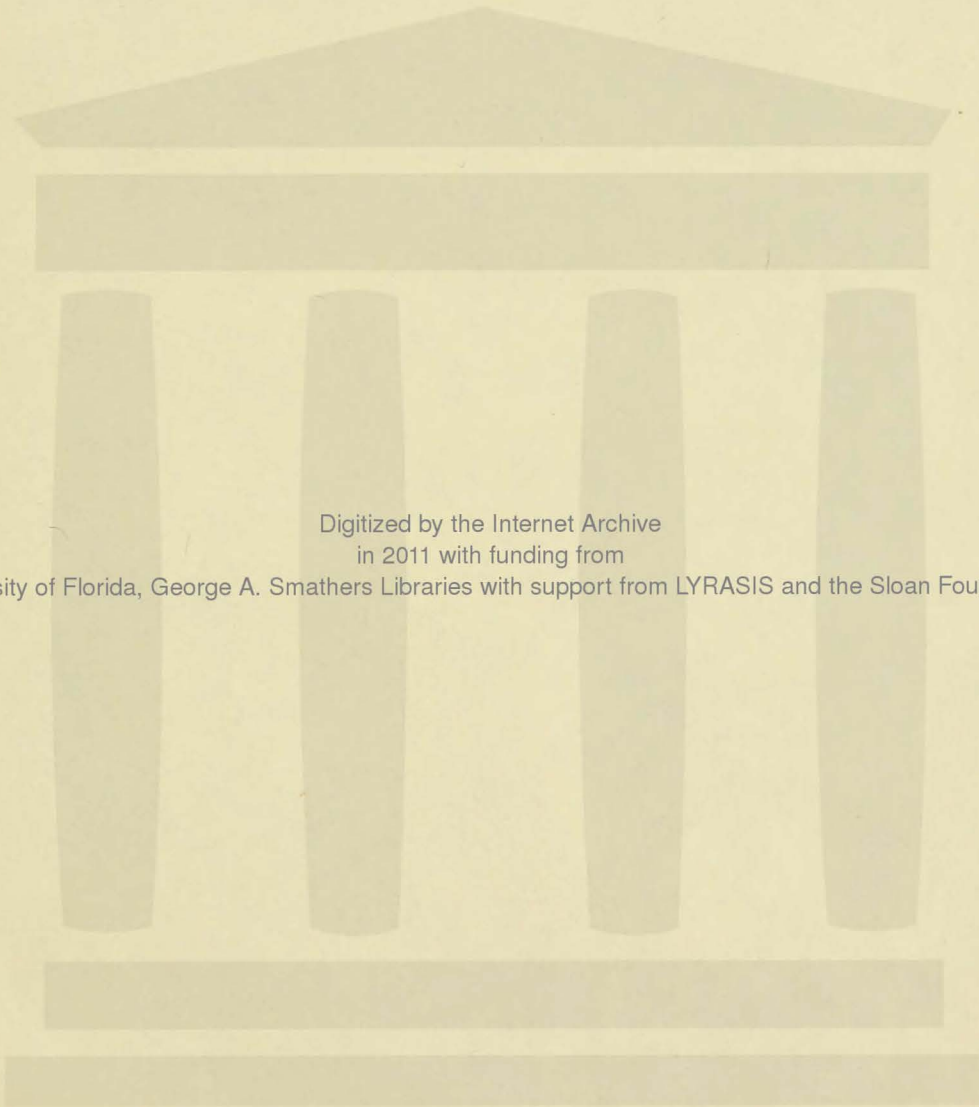 Digitized by the Internet Archive
in 2011 with funding from
sity of Florida, George A. Smathers Libraries with support from LYRASIS and the Sloan Fou